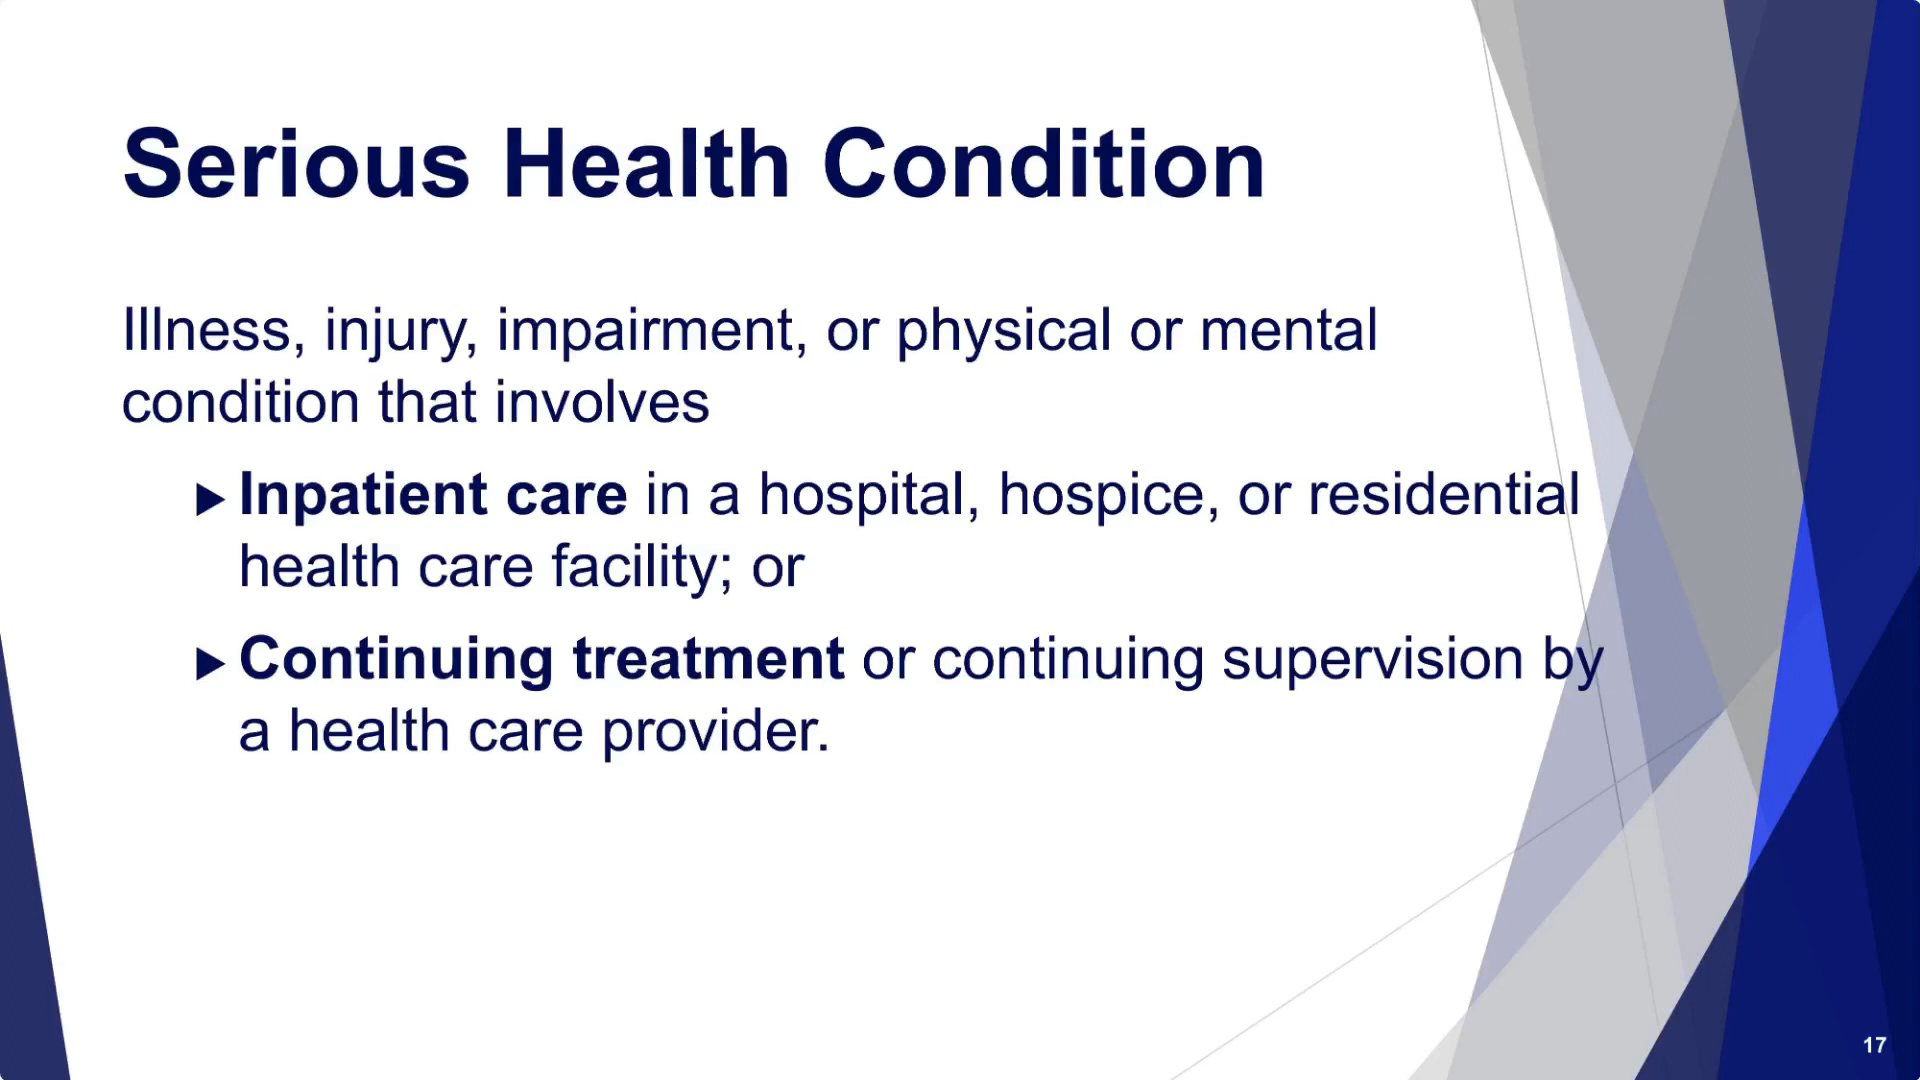 Serious Health Condition
Illness, injury, impairment, or physical or mental
condition that involves
Inpatient care in a hospital, hospice, or residential
health care facility; or
Continuing treatment or continuing supervision by
a health care provider.
17